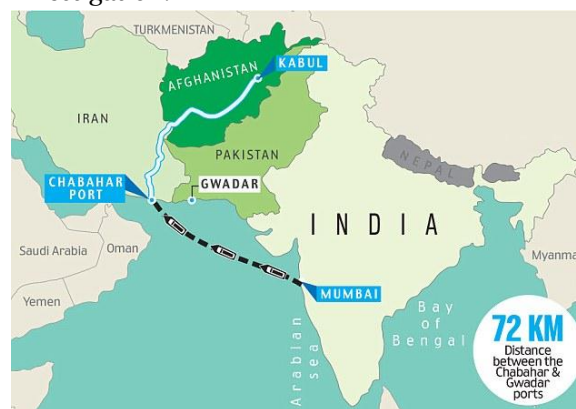 TURKMENISTAN
AFGHANISTAN
KABUL
IRAN
PAKISTAN
NEPAL
CHABAHAR
PORT
GWADAR
INDIA
Saudi Arabia
Oman
Myanma
MUMBAI
Yemen
Arabian
sea
Bay
of
Bengal
72 KM
Distance
between the
Chabahar &
Gwadar
ports